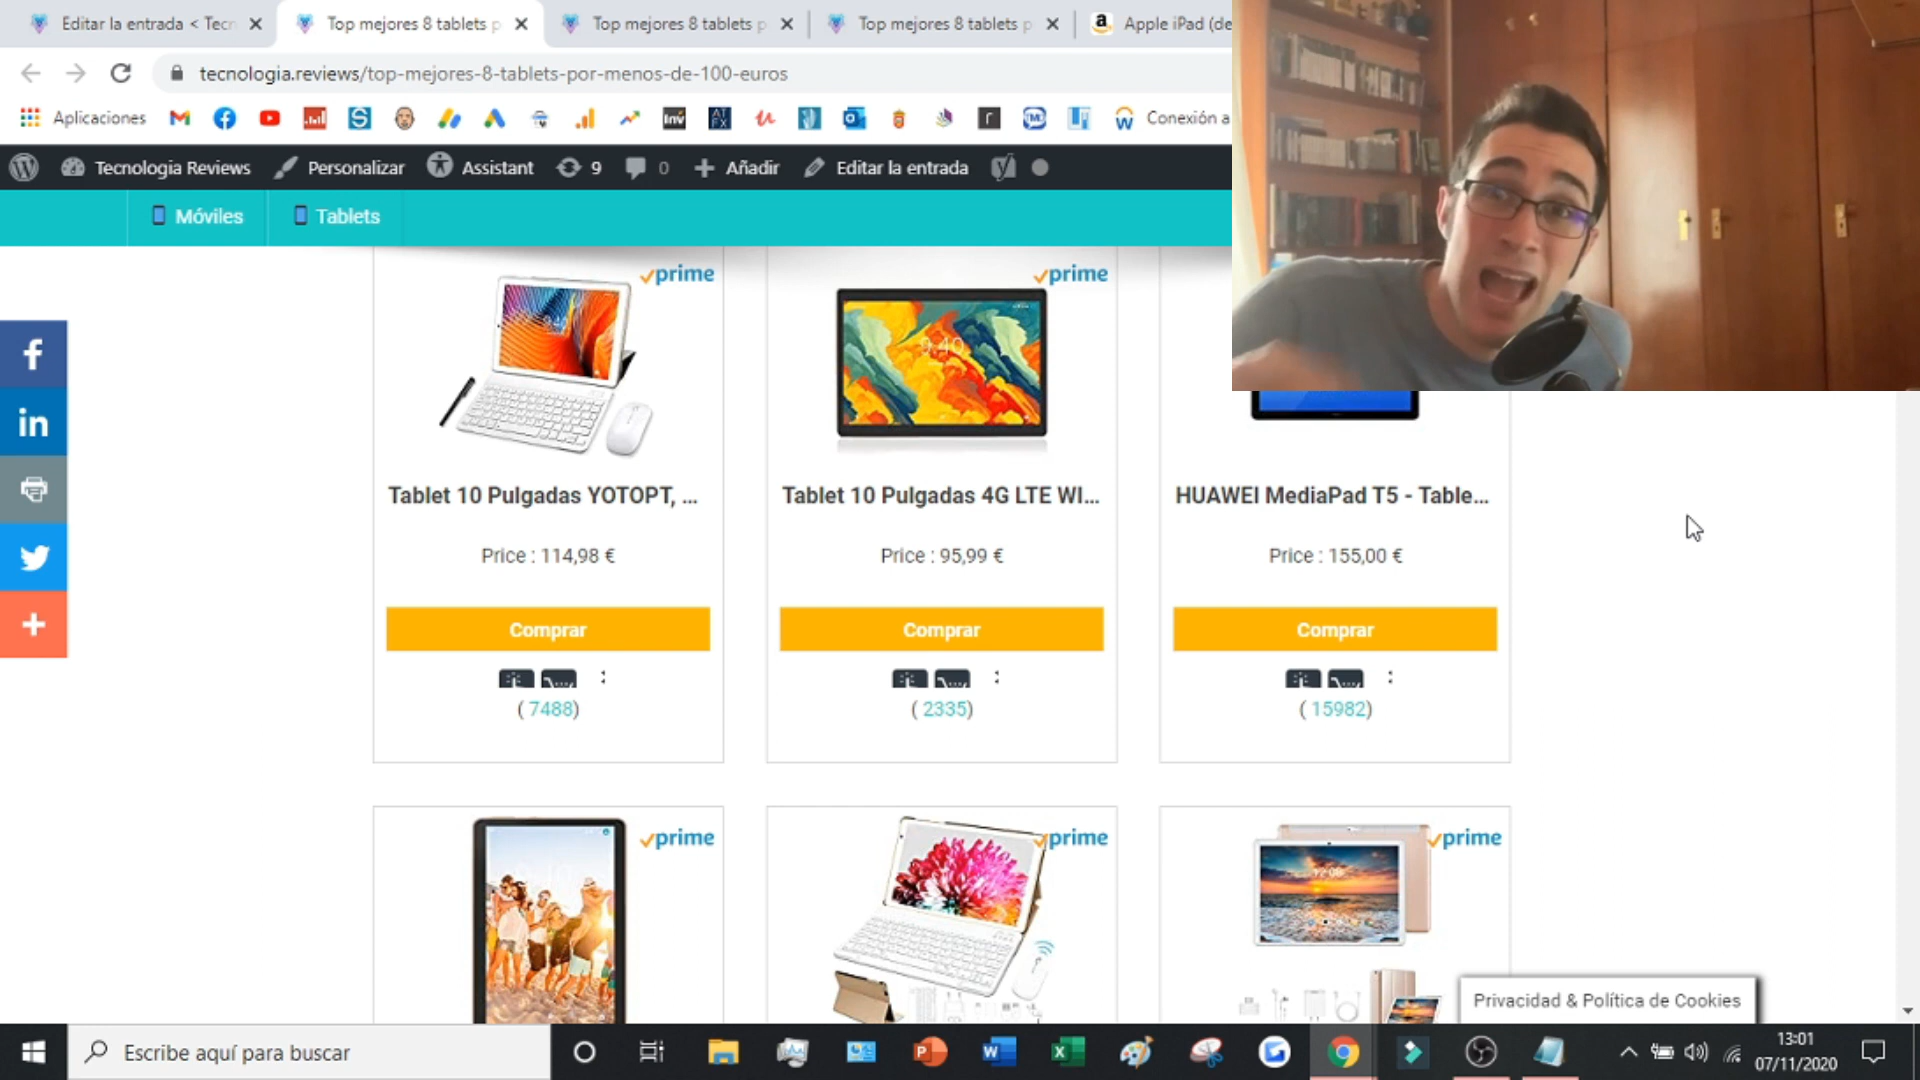 Editar la entrada < Tecn
Top mejores 8 tablets p
Top mejores 8 tablets p
Top mejores 8 tablets p
Apple iPad (de
tecnologia.reviews/top-mejores-8-tablets-por-menos-de-100-euros
Aplicaciones
Conexión a
Tecnologia Reviews
Personalizar
Assistant
9
0
Añadir
Editar la entrada
Móviles
Tablets
prime
prime
Tablet 10 Pulgadas YOTOPT, ...
Tablet 10 Pulgadas 4G LTE WI...
HUAWEI MediaPad T5 - Table...
Price : 114,98 €
Price : 95,99 €
Price : 155,00 €
Comprar
Comprar
Comprar
( 7488)
( 2335)
( 15982)
prime
prime
prime
Privacidad & Política de Cookies
Escribe aquí para buscar
13:01
07/11/2020